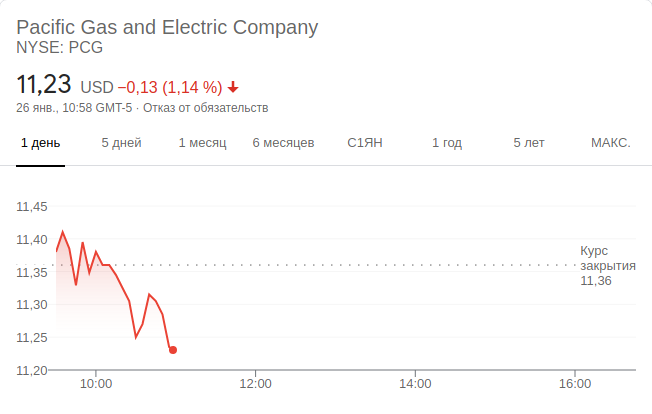 Pacific Gas and Electric Company
NYSE: PCG
11,23 USD −0,13 (1,14 %)
26 янв., 10:58 GMT-5 · Отказ от обязательств
1 день 5 дней 1 месяц 6 месяцев С1ЯН 1 год 5 лет МАКС.
11,45
11,40
Курс
закрытия
11,36
11,35
11,30
11,25
11,20
10:00 12:00 14:00 16:00